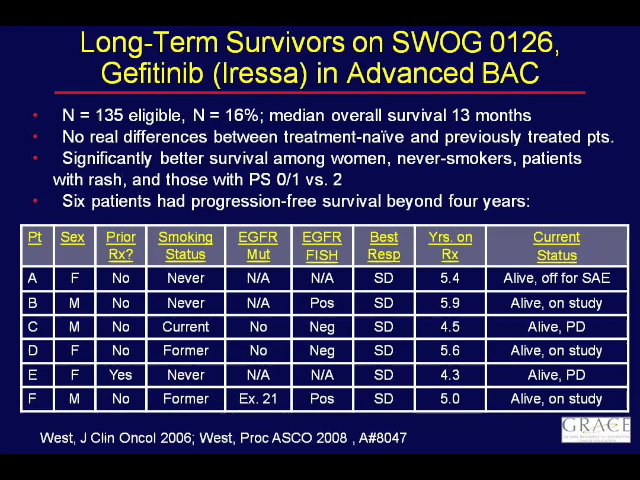 Long-Term Survivors on SWOG 0126,
Gefitinib (Iressa) in Advanced BAC
• N = 135 eligible, N = 16%; median overall survival 13 months
• No real differences between treatment-naïve and previously treated pts.
• Significantly better survival among women, never-smokers, patients
with rash, and those with PS 0/1 vs. 2
• Six patients had progression-free survival beyond four years:
Pt Sex Prior Rx? Smoking Status EGFR Mut EGFR FISH Best Resp Yrs. on Rx Current Status
A F No Never N/A N/A SD 5.4 Alive, off for SAE
B M No Never N/A Pos SD 5.9 Alive, on study
C M No Current No Neg SD 4.5 Alive, PD
D F No Former No Neg SD 5.6 Alive, on study
E F Yes Never N/A N/A SD 4.3 Alive, PD
F M No Former Ex. 21 Pos SD 5.0 Alive, on study
GRACE
West, J Clin Oncol 2006; West, Proc ASCO 2008 , A#8047